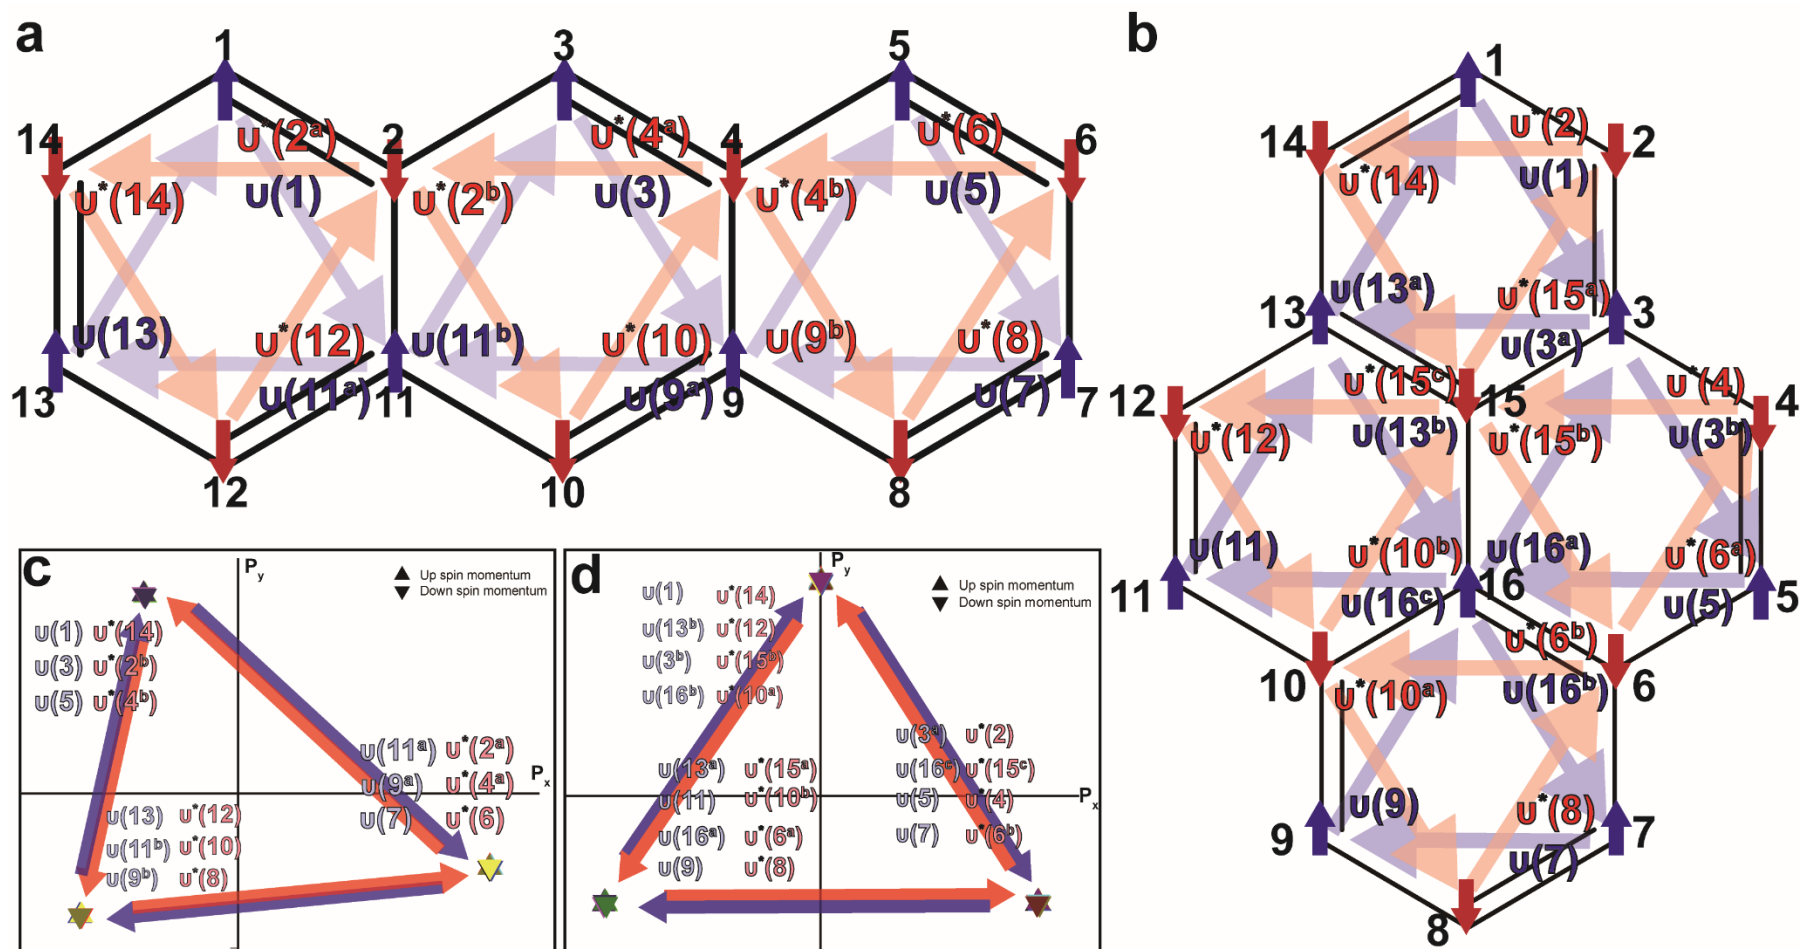 a
1
3
5
14
2
4
6
υ*(2ᵃ)
υ*(4ᵃ)
υ*(6)
υ*(14)
υ(1)
υ*(2ᵇ)
υ(3)
υ*(4ᵇ)
υ(5)
υ(13)
υ*(12)
υ(11ᵇ)
υ*(10)
υ(9ᵇ)
υ*(8)
υ(11ᵃ)
υ(9ᵃ)
υ(7)
13
11
9
7
12
10
8
b
1
14
υ*(2)
2
υ*(14)
υ(1)
υ(13ᵃ)
υ*(15ᵃ)
13
3
υ(3ᵃ)
12
υ*(15ᶜ)
15
υ*(4)
4
υ*(12)
υ(13ᵇ)
υ*(15ᵇ)
υ(3ᵇ)
υ(11)
υ*(10ᵇ)
υ(16ᵃ)
υ*(6ᵃ)
11
υ(16ᶜ)
16
υ(5)
5
υ*(6ᵇ)
10
υ*(10ᵃ)
υ(16ᵇ)
6
υ(9)
υ*(8)
9
7
υ(7)
8
c
Pᵧ
Up spin momentum
Down spin momentum
υ(1) υ*(14)
υ(3) υ*(2ᵇ)
υ(5) υ*(4ᵇ)
υ(11ᵃ) υ*(2ᵃ)
υ(9ᵃ) υ*(4ᵃ)
υ(7) υ*(6)
Pₓ
υ(13) υ*(12)
υ(11ᵇ) υ*(10)
υ(9ᵇ) υ*(8)
d
Pᵧ
Up spin momentum
Down spin momentum
υ(1) υ*(14)
υ(13ᵇ) υ*(12)
υ(3ᵇ) υ*(15ᵇ)
υ(16ᵇ) υ*(10ᵃ)
υ(3ᵃ) υ*(2)
υ(16ᶜ) υ*(15ᶜ)
υ(5) υ*(4)
υ(7) υ*(6ᵇ)
Pₓ
υ(13ᵃ) υ*(15ᵃ)
υ(11) υ*(10ᵇ)
υ(16ᵃ) υ*(6ᵃ)
υ(9) υ*(8)